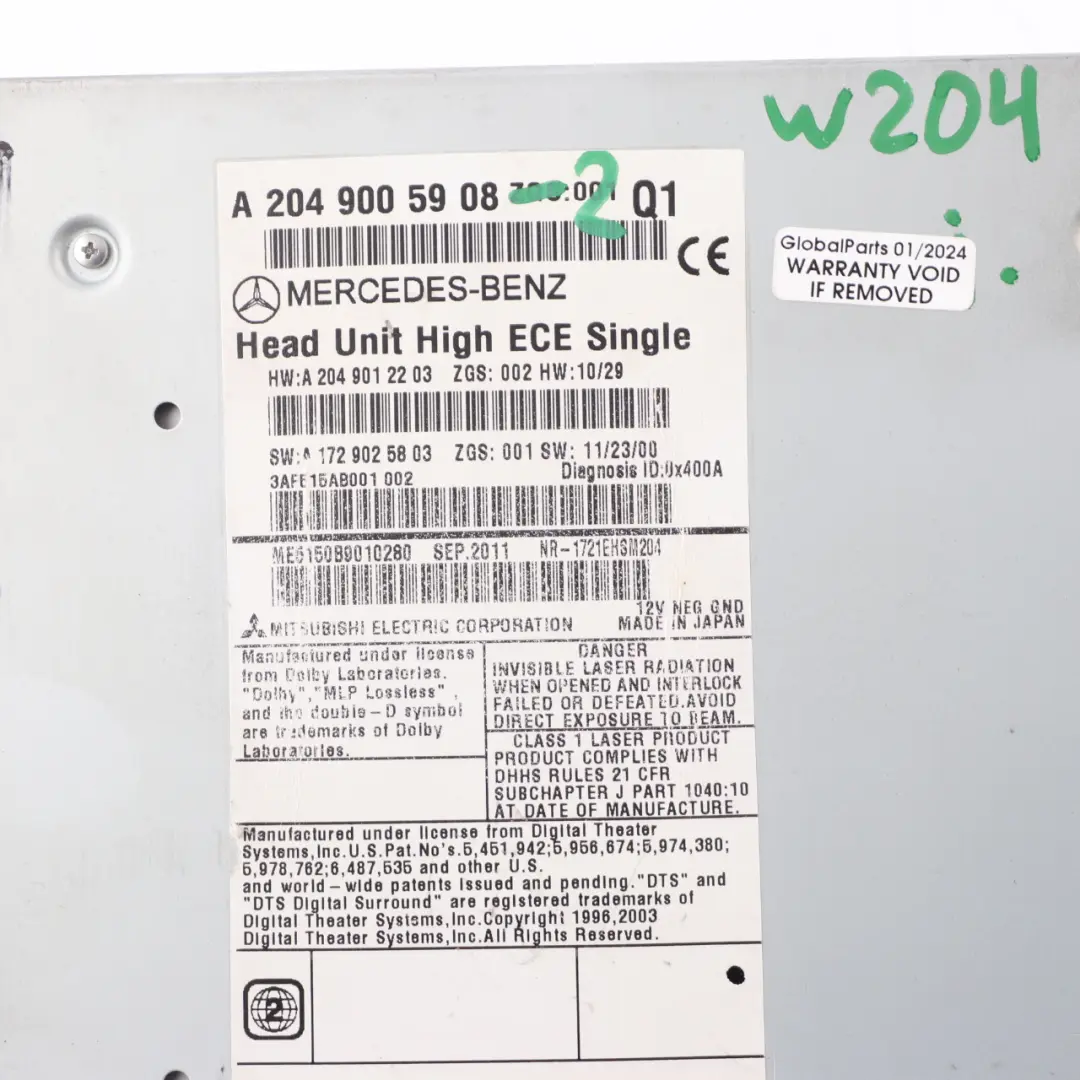 W204
A 204 900 59 08 Q1
2
CE
GlobalParts 01/2024
WARRANTY VOID
IF REMOVED
MERCEDES-BENZ
Head Unit High ECE Single
HW:A 204 901 22 03 ZGS: 002 HW:10/29
SW:A 172 902 58 03 ZGS: 001 SW: 11/23/00
3AFE15AB001 002 Diagnosis ID:0x400A
ME6150B9010280 SEP.2011 NR-1721EHSM204
12V NEG GND
MITSUBISHI ELECTRIC CORPORATION MADE IN JAPAN
Manufactured under license
from Dolby Laboratories.
"Dolby","MLP Lossless",
and the double-D symbol
are trademarks of Dolby
Laboratories.
DANGER
INVISIBLE LASER RADIATION
WHEN OPENED AND INTERLOCK
FAILED OR DEFEATED.AVOID
DIRECT EXPOSURE TO BEAM.
CLASS 1 LASER PRODUCT
PRODUCT COMPLIES WITH
DHHS RULES 21 CFR
SUBCHAPTER J PART 1040:10
AT DATE OF MANUFACTURE.
Manufactured under license from Digital Theater
Systems,Inc.U.S.Pat.No's.5,451,942;5,956,674;5,974,380;
5,978,762;6,487,535 and other U.S.
and world-wide patents issued and pending."DTS" and
"DTS Digital Surround" are registered trademarks of
Digital Theater Systems,Inc.Copyright 1996,2003
Digital Theater Systems,Inc.All Rights Reserved.
2